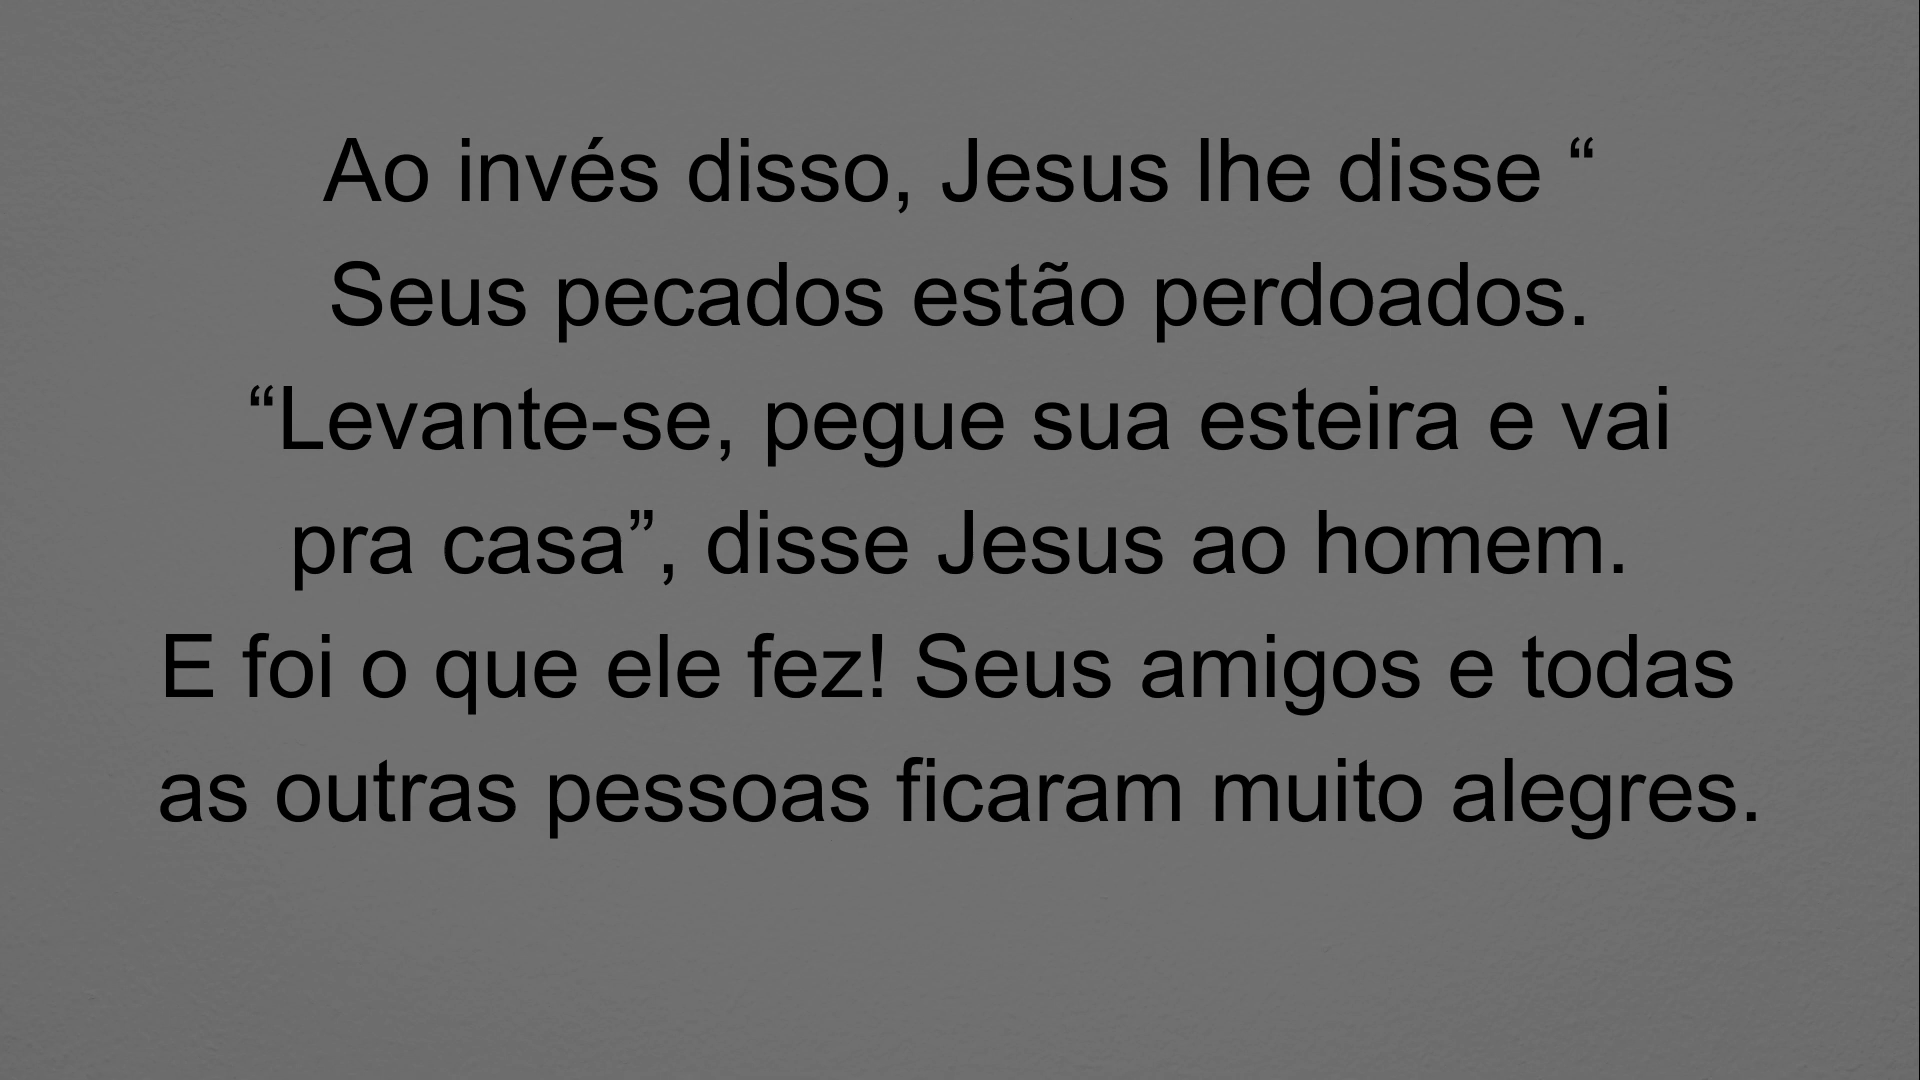 Ao invés disso, Jesus lhe disse “
Seus pecados estão perdoados.
“Levante-se, pegue sua esteira e vai
pra casa”, disse Jesus ao homem.
E foi o que ele fez! Seus amigos e todas
as outras pessoas ficaram muito alegres.